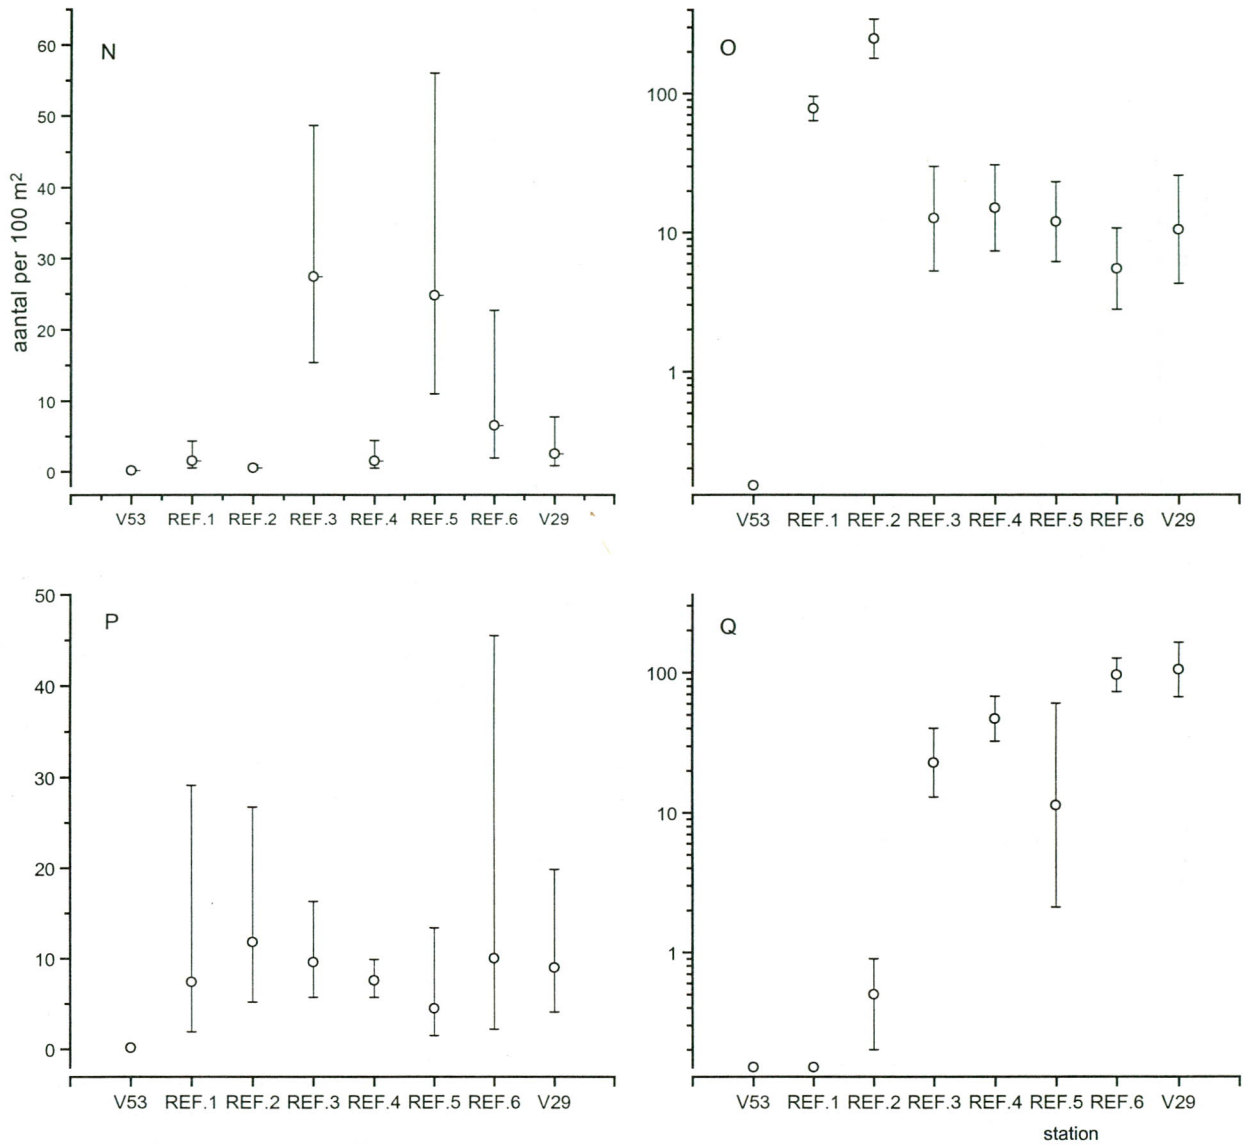 N
60
50
40
30
20
10
0
aantal per 100 m²
V53 REF.1 REF.2 REF.3 REF.4 REF.5 REF.6 V29
O
100
10
1
V53 REF.1 REF.2 REF.3 REF.4 REF.5 REF.6 V29
P
50
40
30
20
10
0
V53 REF.1 REF.2 REF.3 REF.4 REF.5 REF.6 V29
Q
100
10
1
V53 REF.1 REF.2 REF.3 REF.4 REF.5 REF.6 V29
station